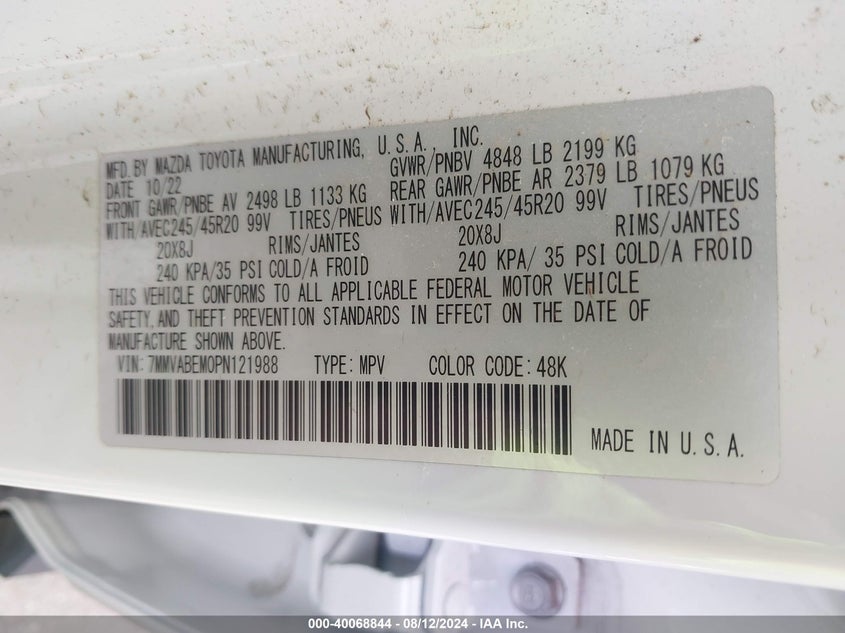 MFD. BY MAZDA TOYOTA MANUFACTURING, U.S.A., INC.
DATE 10/22 GVWR/PNBV 4848 LB 2199 KG
FRONT GAWR/PNBE AV 2498 LB 1133 KG REAR GAWR/PNBE AR 2379 LB 1079 KG
WITH/AVEC245/45R20 99V TIRES/PNEUS WITH/AVEC245/45R20 99V TIRES/PNEUS
20X8J RIMS/JANTES 20X8J RIMS/JANTES
240 KPA/35 PSI COLD/A FROID 240 KPA/ 35 PSI COLD/A FROID
THIS VEHICLE CONFORMS TO ALL APPLICABLE FEDERAL MOTOR VEHICLE
SAFETY, AND THEFT PREVENTION STANDARDS IN EFFECT ON THE DATE OF
MANUFACTURE SHOWN ABOVE.
VIN: 7MMVABEM0PN121988 TYPE: MPV COLOR CODE: 48K
MADE IN U.S.A.
000-40068844 - 08/12/2024 - IAA Inc.